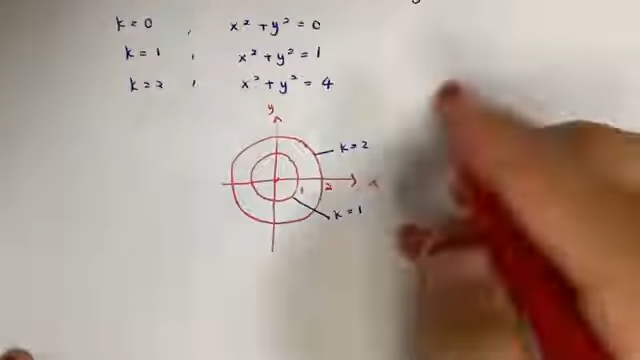 k = 0 , x² + y² = 0
k = 1 , x² + y² = 1
k = 2 , x² + y² = 4
y
k = 2
1 2 x
k = 1